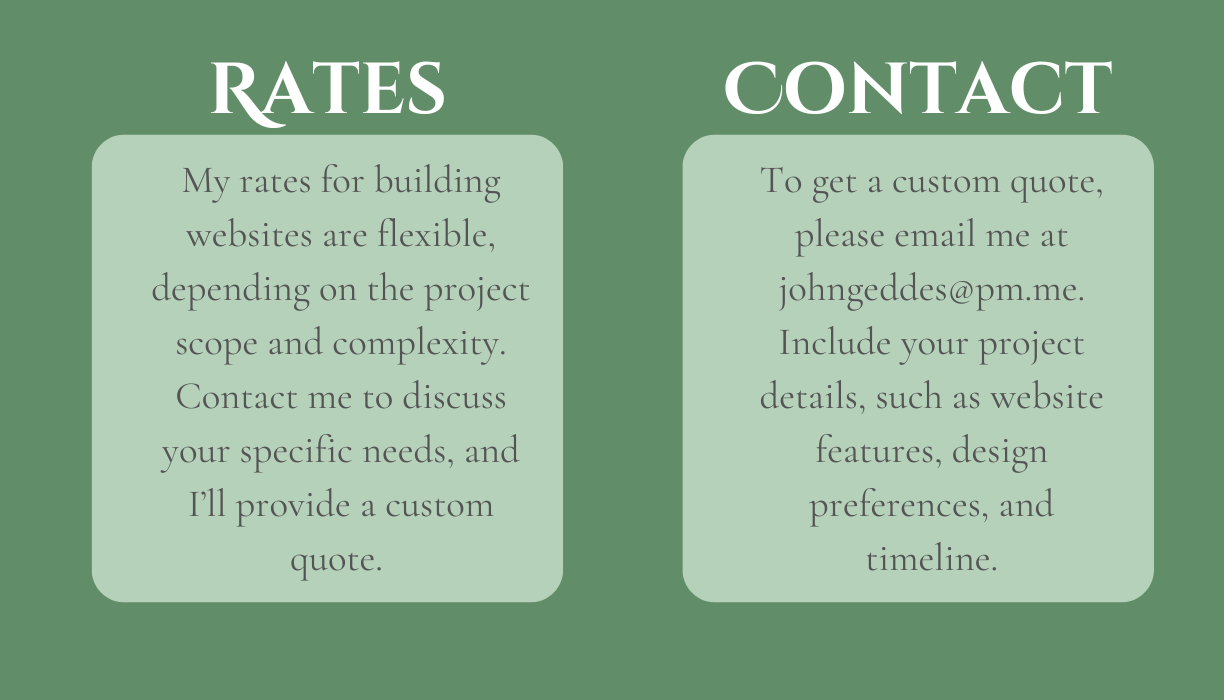 RATES
My rates for building
websites are flexible,
depending on the project
scope and complexity.
Contact me to discuss
your specific needs, and
I’ll provide a custom
quote.
CONTACT
To get a custom quote,
please email me at
johngeddes@pm.me.
Include your project
details, such as website
features, design
preferences, and
timeline.